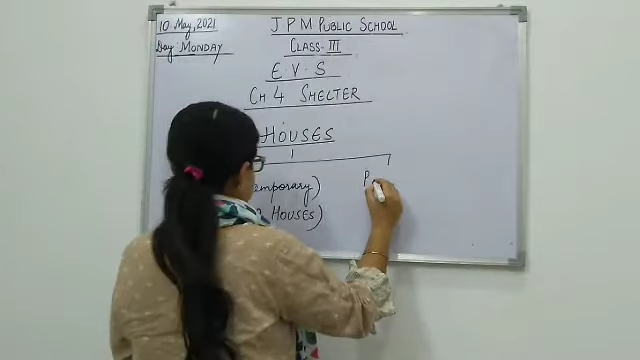 10 May, 2021
Day: MONDAY
J P M PUBLIC SCHOOL
CLASS-III
E.V.S
CH 4 SHELTER
HOUSES
emporary)
HOUSES)
P